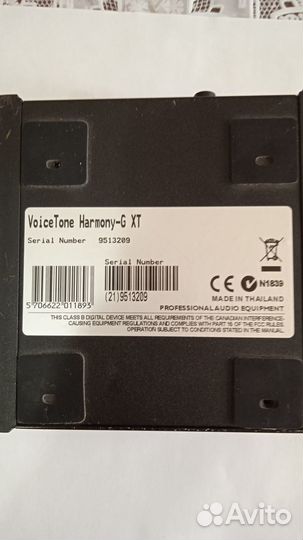 VoiceTone Harmony-G XT
Serial Number 9513209
Serial Number
5 706622 011893
(21)9513209
CE N1839
MADE IN THAILAND
PROFESSIONAL AUDIO EQUIPMENT
THIS CLASS B DIGITAL DEVICE MEETS ALL REQUIREMENTS OF THE CANADIAN INTERFERENCE-
CAUSING EQUIPMENT REGULATIONS AND COMPLIES WITH PART 15 OF THE FCC RULES.
OPERATION SUBJECT TO CONDITIONS STATED IN THE MANUAL.
Avito